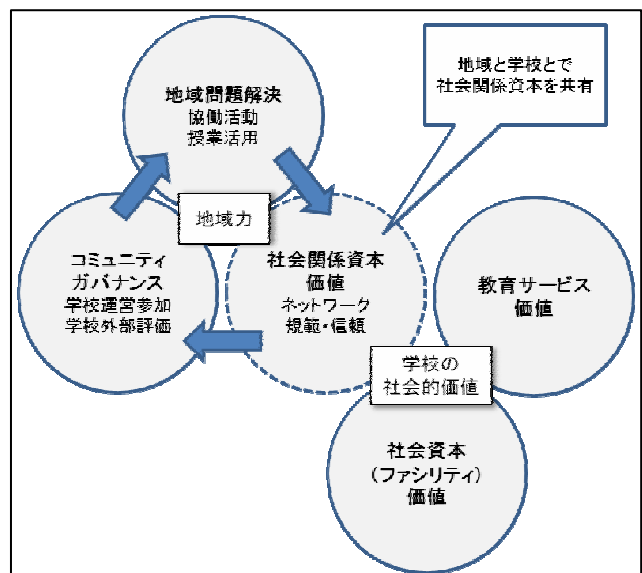 地域と学校とで
社会関係資本を共有
地域問題解決
協働活動
授業活用
地域力
コミュニティ
ガバナンス
学校運営参加
学校外部評価
社会関係資本
価値
ネットワーク
規範・信頼
教育サービス
価値
学校の
社会的価値
社会資本
(ファシリティ)
価値